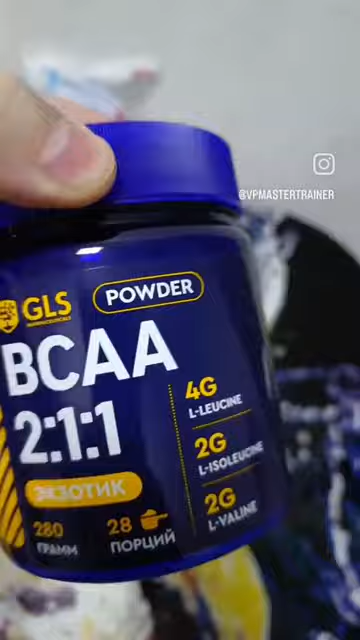 @VPMASTERTRAINER
GLS
POWDER
BCAA
2:1:1
4G
L-LEUCINE
2G
L-ISOLEUCINE
2G
L-VALINE
ЭКЗОТИК
280
ГРАММ
28
ПОРЦИЙ